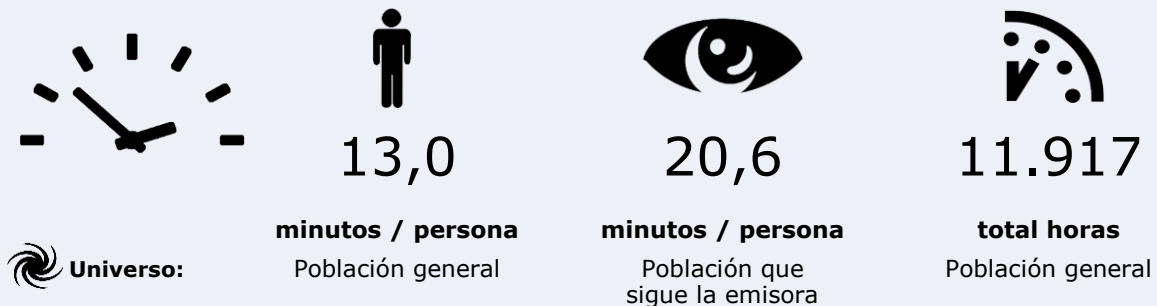 13,0
20,6
11.917
minutos / persona
minutos / persona
total horas
Universo:
Población general
Población que
sigue la emisora
Población general